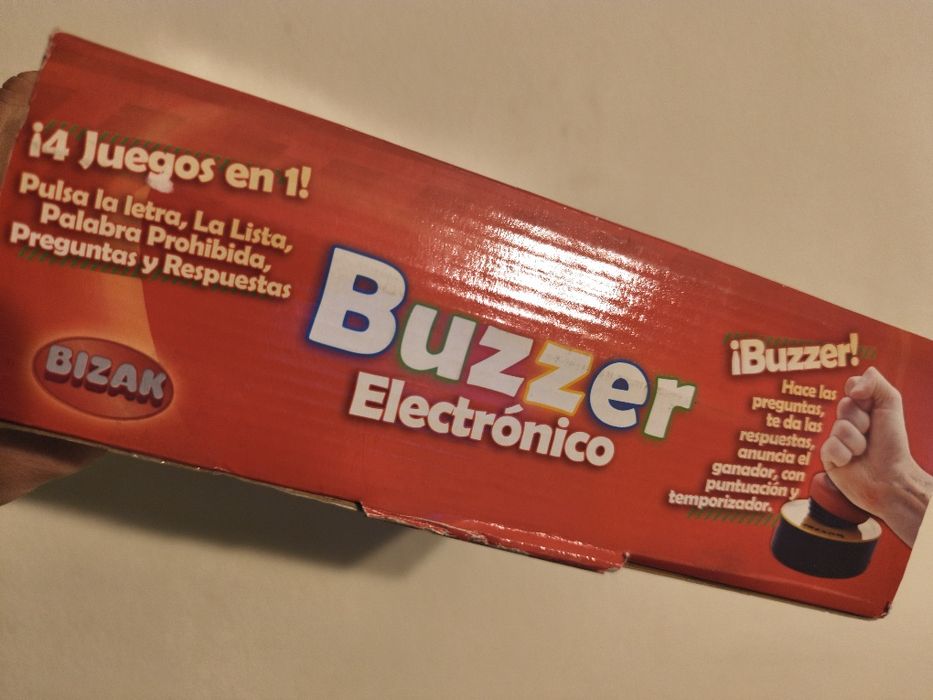 ¡4 Juegos en 1!
Pulsa la letra, La Lista,
Palabra Prohibida,
Preguntas y Respuestas
BIZAK
Buzzer
Electrónico
¡Buzzer!
Hace las
preguntas,
te da las
respuestas,
anuncia el
ganador, con
puntuación y
temporizador.